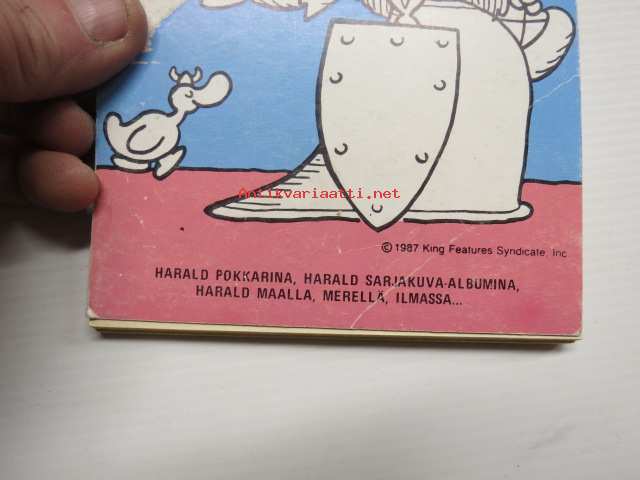 Antikvariaatti.net
© 1987 King Features Syndicate, Inc.
HARALD POKKARINA, HARALD SARJAKUVA-ALBUMINA,
HARALD MAALLA, MERELLÄ, ILMASSA...